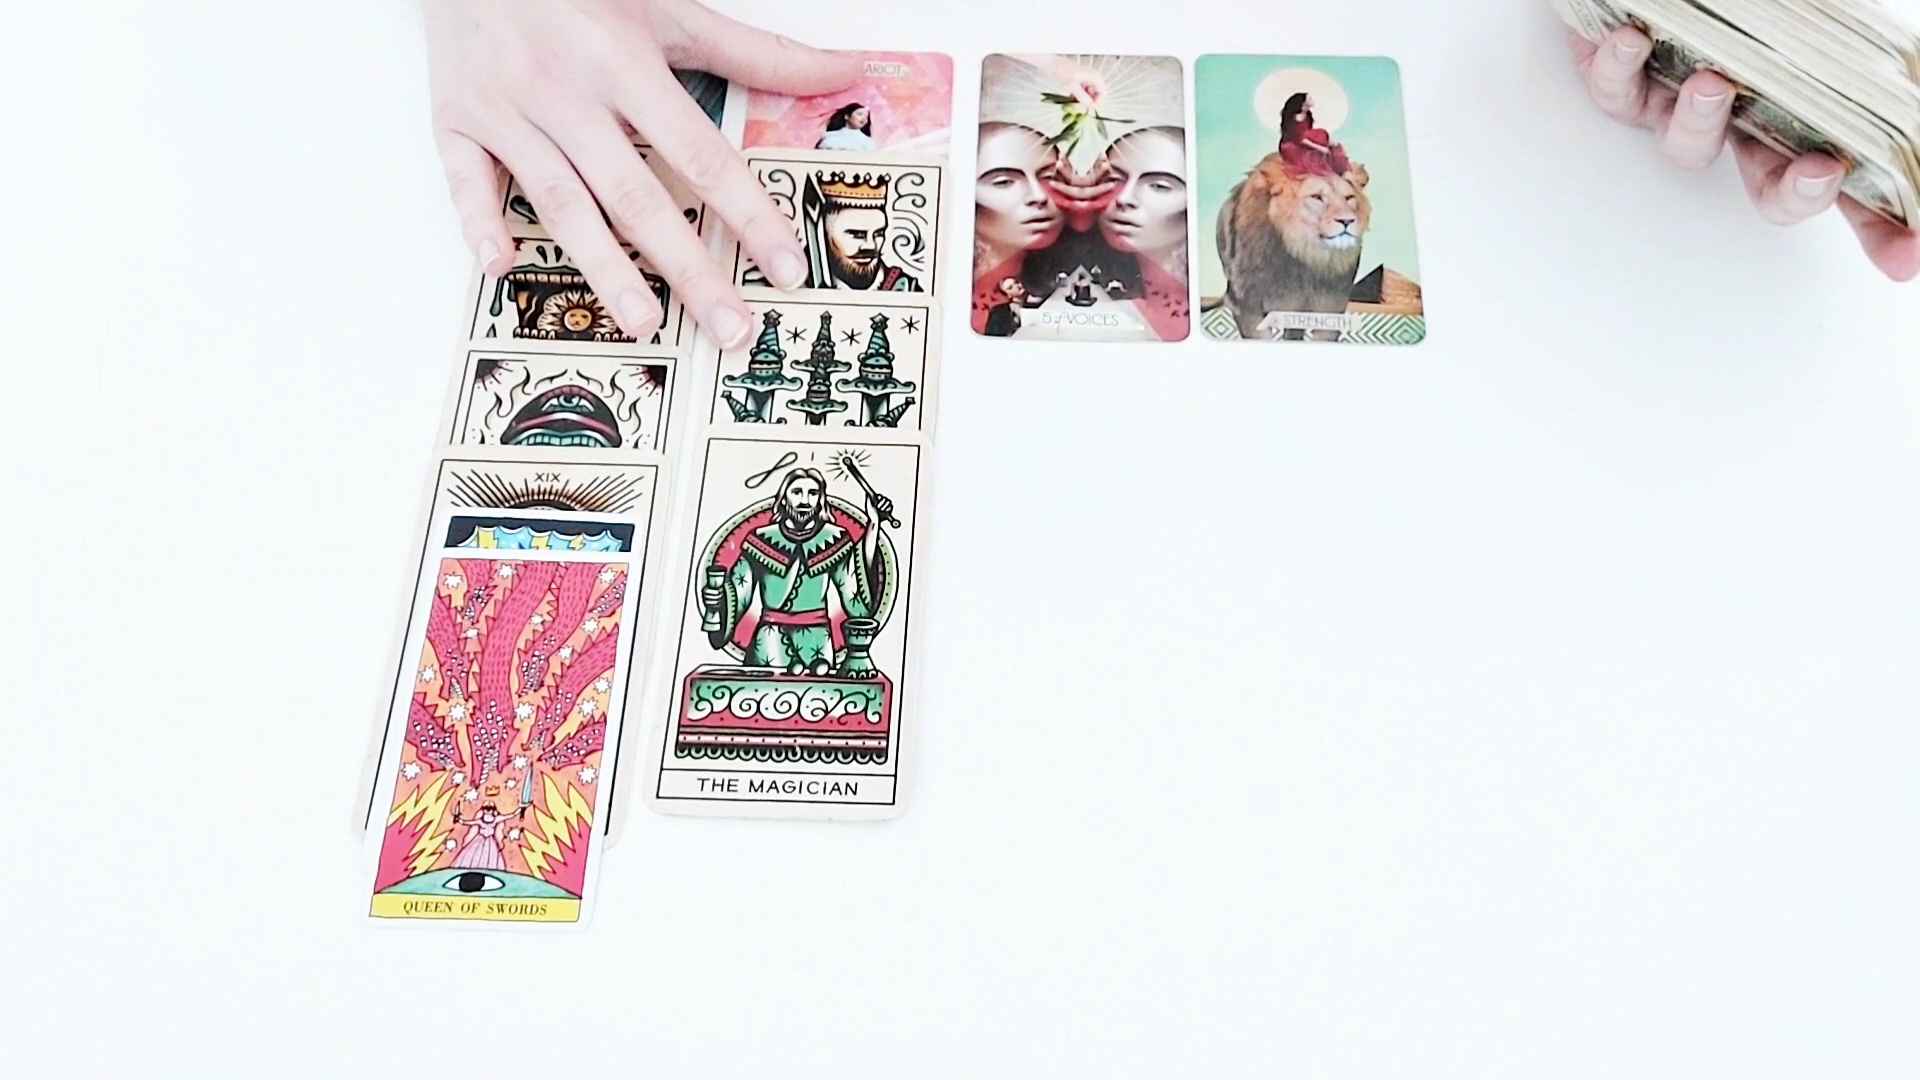 ARIOT
5 of VOICES
STRENGTH
XIX
I
THE MAGICIAN
QUEEN OF SWORDS